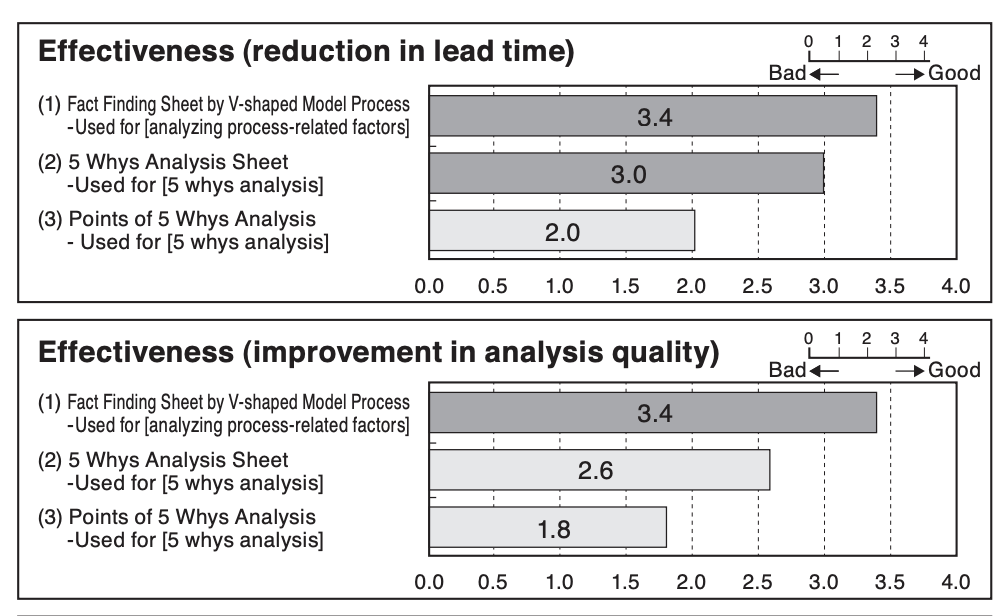 Effectiveness (reduction in lead time)
0 1 2 3 4
Bad Good
(1) Fact Finding Sheet by V-shaped Model Process
-Used for [analyzing process-related factors]
3.4
(2) 5 Whys Analysis Sheet
-Used for [5 whys analysis]
3.0
(3) Points of 5 Whys Analysis
- Used for [5 whys analysis]
2.0
0.0 0.5 1.0 1.5 2.0 2.5 3.0 3.5 4.0
Effectiveness (improvement in analysis quality)
0 1 2 3 4
Bad Good
(1) Fact Finding Sheet by V-shaped Model Process
-Used for [analyzing process-related factors]
3.4
(2) 5 Whys Analysis Sheet
-Used for [5 whys analysis]
2.6
(3) Points of 5 Whys Analysis
-Used for [5 whys analysis]
1.8
0.0 0.5 1.0 1.5 2.0 2.5 3.0 3.5 4.0